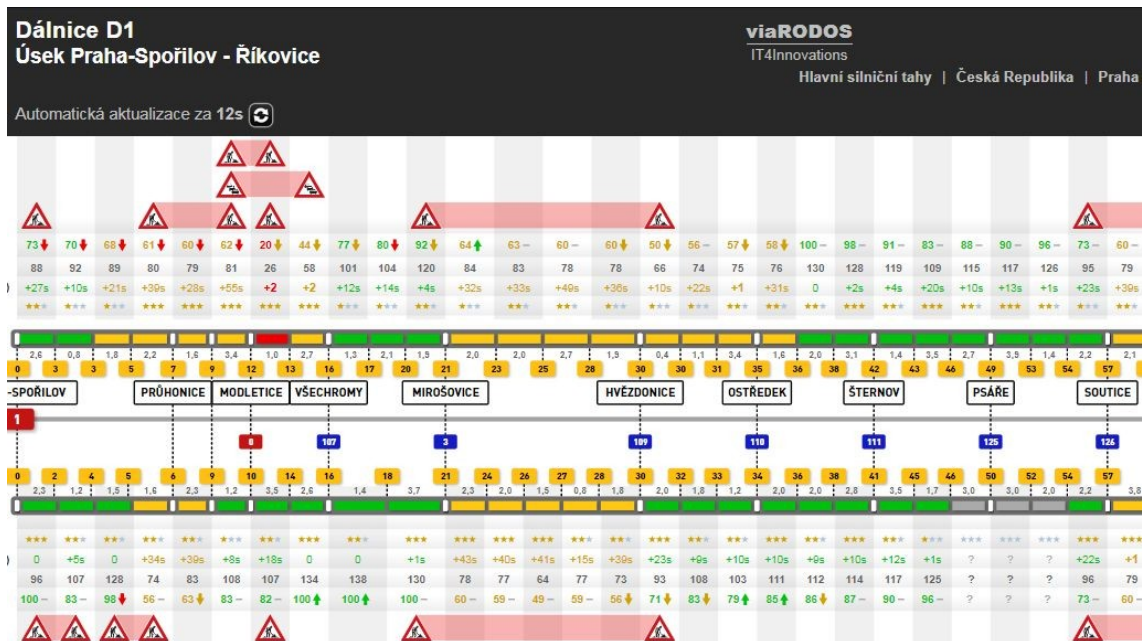 Dálnice D1
viaRODOS
Úsek Praha-Spořilov - Říkovice
IT4Innovations
Hlavní silniční tahy | Česká Republika | Praha
Automatická aktualizace za 12s
73 70 68 61 60 62 20 44 77 80 92 64 63 – 60 – 60 50 56 – 57 58 100 – 98 – 91 – 83 – 88 – 90 – 96 – 73 – 60 –
88 92 89 80 79 81 26 58 101 104 120 84 83 78 78 66 74 75 76 130 128 119 109 115 117 126 95 79
+27s +10s +21s +39s +28s +55s +2 +2 +12s +14s +4s +32s +33s +49s +36s +10s +22s +1 +31s 0 +2s +4s +20s +10s +13s +1s +23s +39s
2,6 0,8 1,8 2,2 1,6 3,4 1,0 2,7 1,3 2,1 1,9 2,0 2,0 2,7 1,9 0,4 1,1 3,4 1,6 2,0 3,1 1,4 3,5 2,7 3,9 1,4 2,2 2,1
0 3 3 5 7 9 12 13 16 17 20 21 23 25 28 30 30 31 34 36 38 42 43 47 49 53 54 57
-SPOŘILOV PRŮHONICE MODLETICE VŠECHROMY MIROŠOVICE HVĚZDONICE OSTŘEDEK ŠTERNOV PSÁŘE SOUTICE
1
0 107 3 109 110 111 125 126
0 2 4 5 6 9 10 14 16 18 21 24 26 27 28 30 32 33 34 36 38 41 45 46 50 52 54 57
2,3 1,2 1,5 1,6 2,3 1,2 3,5 2,6 1,4 3,7 2,3 2,0 1,5 0,8 1,8 2,0 1,8 1,2 2,0 2,0 2,8 3,5 1,7 3,0 3,0 2,0 2,2 3,8
0 +5s 0 +34s +39s +8s +18s 0 0 +1s +43s +40s +41s +15s +39s +23s +9s +10s +10s +9s +10s +12s +1s ? ? ? +22s +1
96 107 128 74 83 108 107 134 138 130 78 77 64 77 73 93 108 103 111 112 114 117 125 ? ? ? 96 79
100 – 83 – 98 56 – 63 83 – 82 – 100 100 100 – 60 – 59 – 49 – 59 – 56 71 83 79 85 86 87 – 90 – 96 – ? ? ? 73 – 60 –